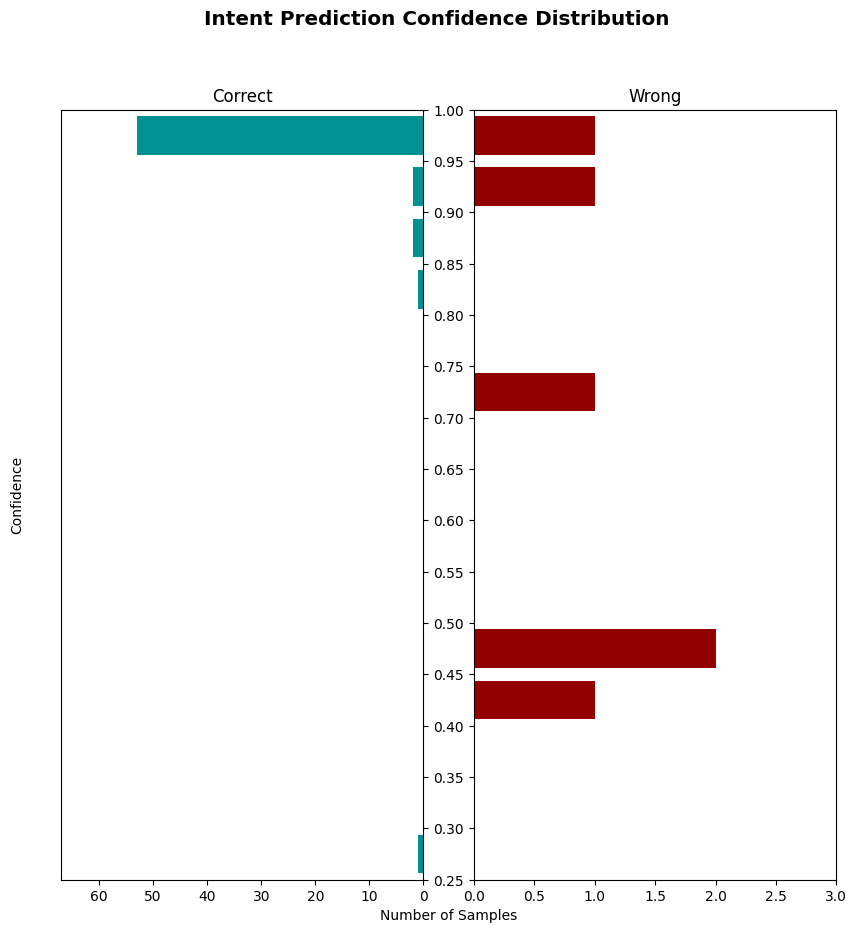 Intent Prediction Confidence Distribution
Correct
Wrong
1.00
0.95
0.90
0.85
0.80
0.75
0.70
0.65
0.60
0.55
0.50
0.45
0.40
0.35
0.30
0.25
Confidence
60 50 40 30 20 10 0
0.0 0.5 1.0 1.5 2.0 2.5 3.0
Number of Samples